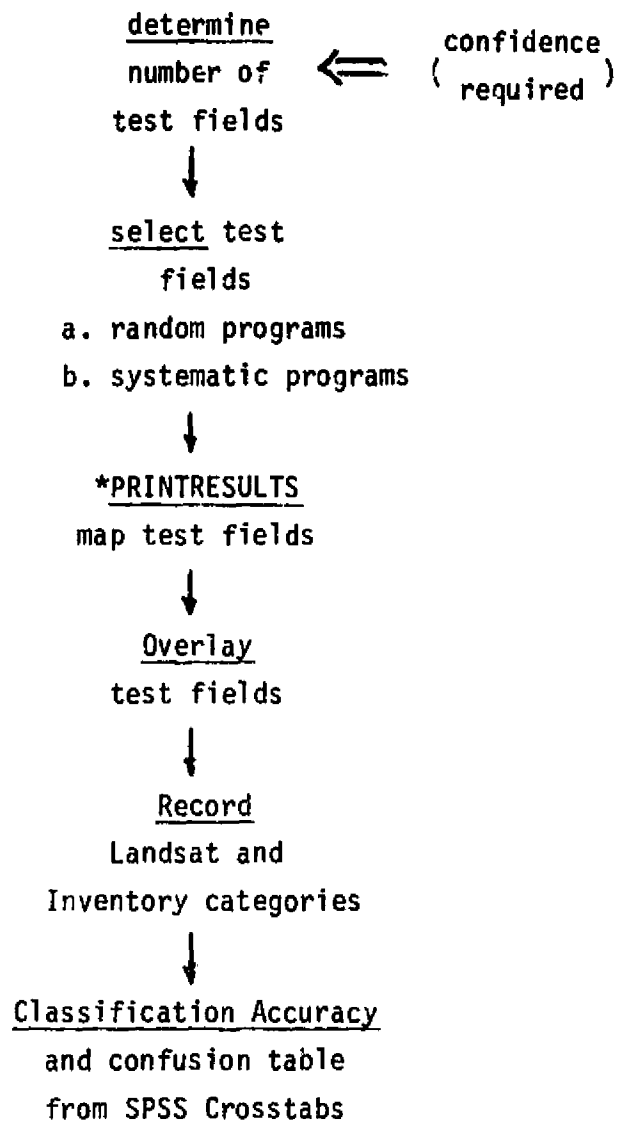 determine
number of
test fields
confidence
( required )
select test
fields
a. random programs
b. systematic programs
*PRINTRESULTS
map test fields
Overlay
test fields
Record
Landsat and
Inventory categories
Classification Accuracy
and confusion table
from SPSS Crosstabs